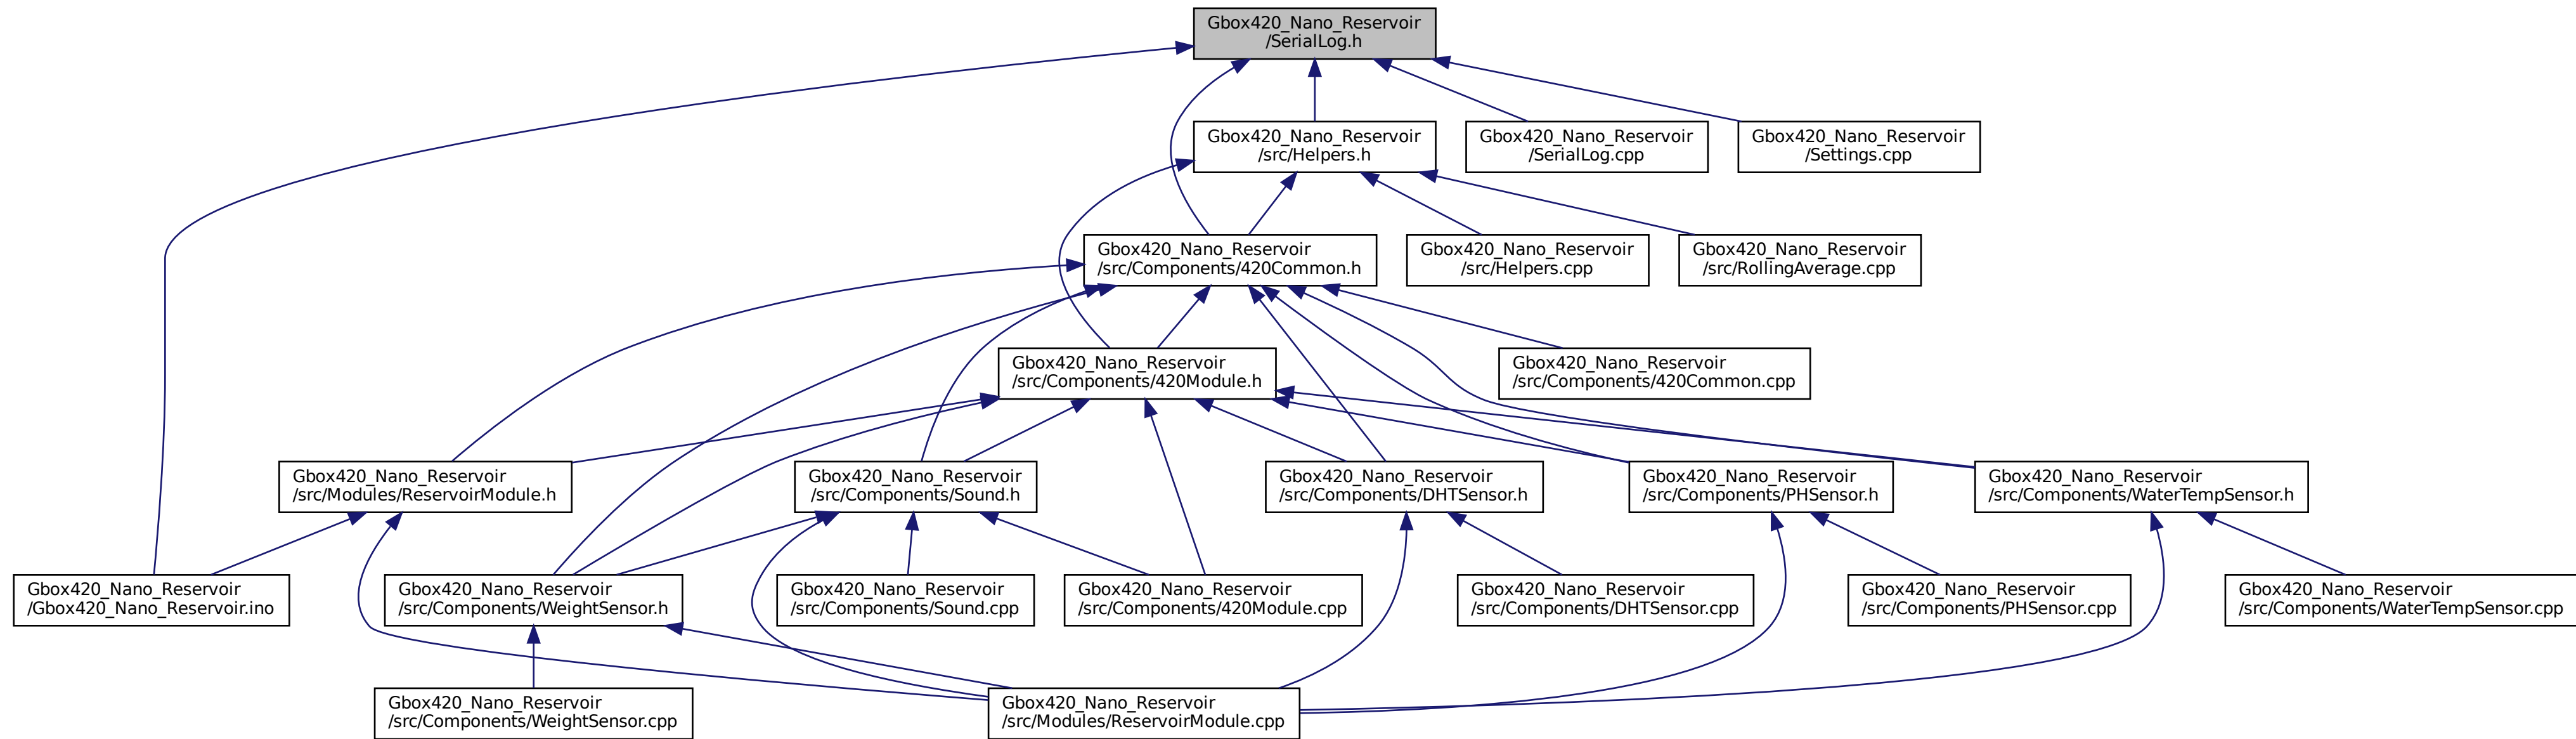 Gbox420_Nano_Reservoir
/SerialLog.h
Gbox420_Nano_Reservoir
/src/Helpers.h
Gbox420_Nano_Reservoir
/SerialLog.cpp
Gbox420_Nano_Reservoir
/Settings.cpp
Gbox420_Nano_Reservoir
/src/Components/420Common.h
Gbox420_Nano_Reservoir
/src/Helpers.cpp
Gbox420_Nano_Reservoir
/src/RollingAverage.cpp
Gbox420_Nano_Reservoir
/src/Components/420Module.h
Gbox420_Nano_Reservoir
/src/Components/420Common.cpp
Gbox420_Nano_Reservoir
/src/Modules/ReservoirModule.h
Gbox420_Nano_Reservoir
/src/Components/Sound.h
Gbox420_Nano_Reservoir
/src/Components/DHTSensor.h
Gbox420_Nano_Reservoir
/src/Components/PHSensor.h
Gbox420_Nano_Reservoir
/src/Components/WaterTempSensor.h
Gbox420_Nano_Reservoir
/Gbox420_Nano_Reservoir.ino
Gbox420_Nano_Reservoir
/src/Components/WeightSensor.h
Gbox420_Nano_Reservoir
/src/Components/Sound.cpp
Gbox420_Nano_Reservoir
/src/Components/420Module.cpp
Gbox420_Nano_Reservoir
/src/Components/DHTSensor.cpp
Gbox420_Nano_Reservoir
/src/Components/PHSensor.cpp
Gbox420_Nano_Reservoir
/src/Components/WaterTempSensor.cpp
Gbox420_Nano_Reservoir
/src/Components/WeightSensor.cpp
Gbox420_Nano_Reservoir
/src/Modules/ReservoirModule.cpp